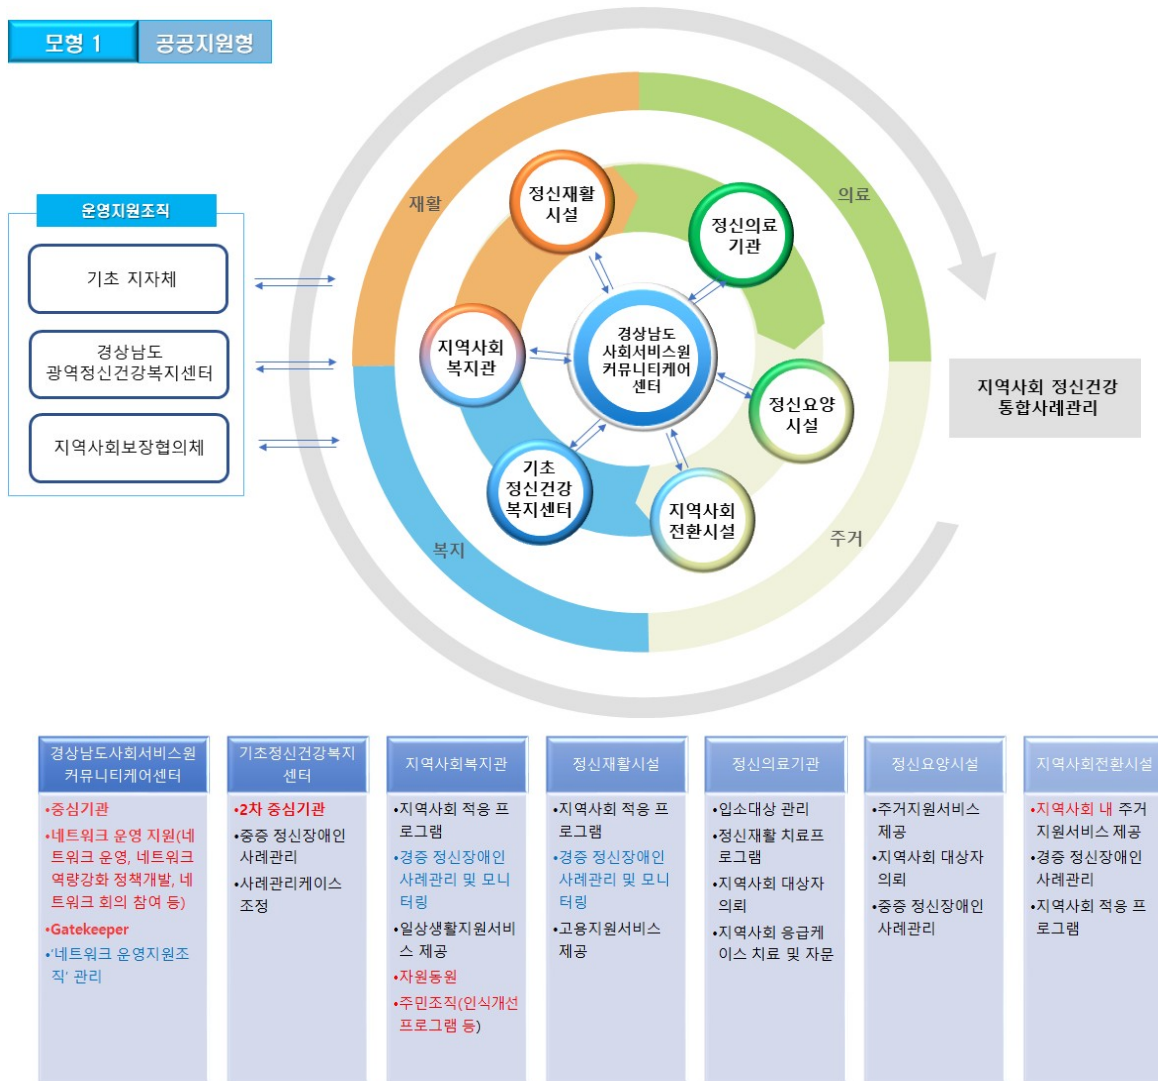 모형 1
공공지원형
운영지원조직
기초 지자체
경상남도
광역정신건강복지센터
지역사회보장협의체
재활
의료
복지
주거
정신재활
시설
정신의료
기관
지역사회
복지관
경상남도
사회서비스원
커뮤니티케어
센터
정신요양
시설
기초
정신건강
복지센터
지역사회
전환시설
지역사회 정신건강
통합사례관리
경상남도사회서비스원
커뮤니티케어센터
•중심기관
•네트워크 운영 지원(네
트워크 운영, 네트워크
역량강화 정책개발, 네
트워크 회의 참여 등)
•Gatekeeper
•‘네트워크 운영지원조
직’ 관리
기초정신건강복지
센터
•2차 중심기관
•중증 정신장애인
사례관리
•사례관리케이스
조정
지역사회복지관
•지역사회 적응 프
로그램
•경증 정신장애인
사례관리 및 모니
터링
•일상생활지원서비
스 제공
•자원동원
•주민조직(인식개선
프로그램 등)
정신재활시설
•지역사회 적응 프
로그램
•경증 정신장애인
사례관리 및 모니
터링
•고용지원서비스
제공
정신의료기관
•입소대상 관리
•정신재활 치료프
로그램
•지역사회 대상자
의뢰
•지역사회 응급케
이스 치료 및 자문
정신요양시설
•주거지원서비스
제공
•지역사회 대상자
의뢰
•중증 정신장애인
사례관리
지역사회전환시설
•지역사회 내 주거
지원서비스 제공
•경증 정신장애인
사례관리
•지역사회 적응 프
로그램